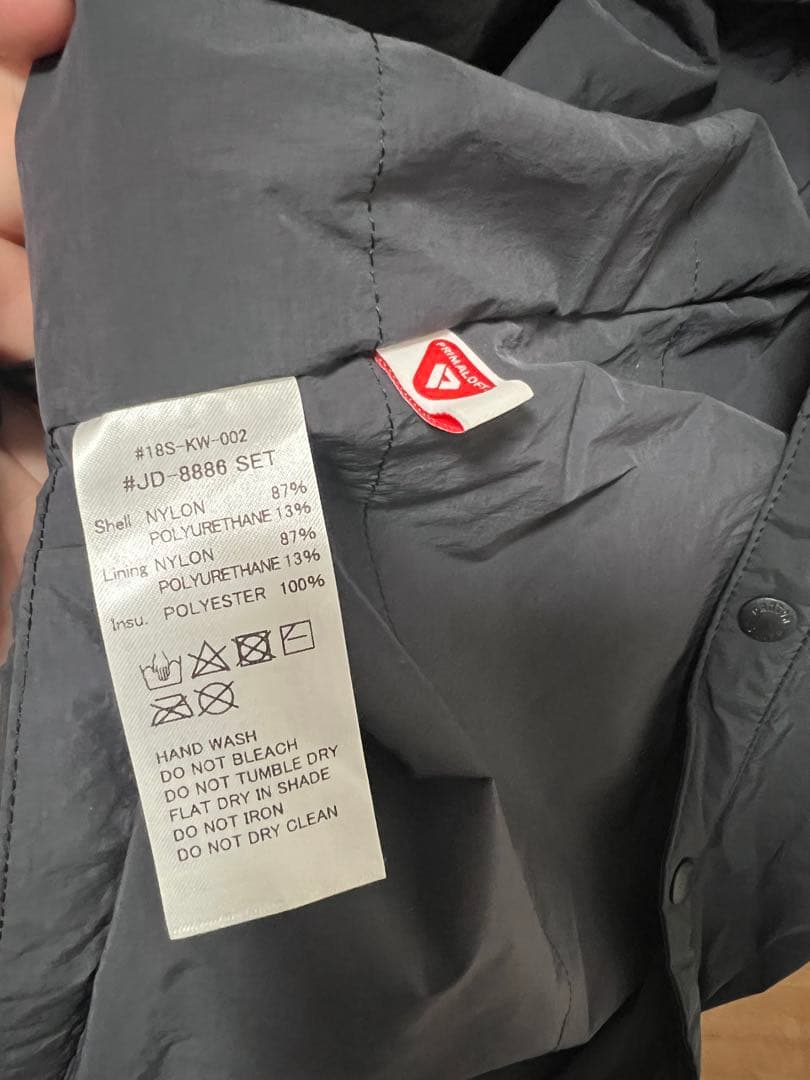 #18S-KW-002
#JD-8886 SET
Shell NYLON 87%
POLYURETHANE 13%
Lining NYLON 87%
POLYURETHANE 13%
Insu. POLYESTER 100%
HAND WASH
DO NOT BLEACH
DO NOT TUMBLE DRY
FLAT DRY IN SHADE
DO NOT IRON
DO NOT DRY CLEAN
PRIMALOFT